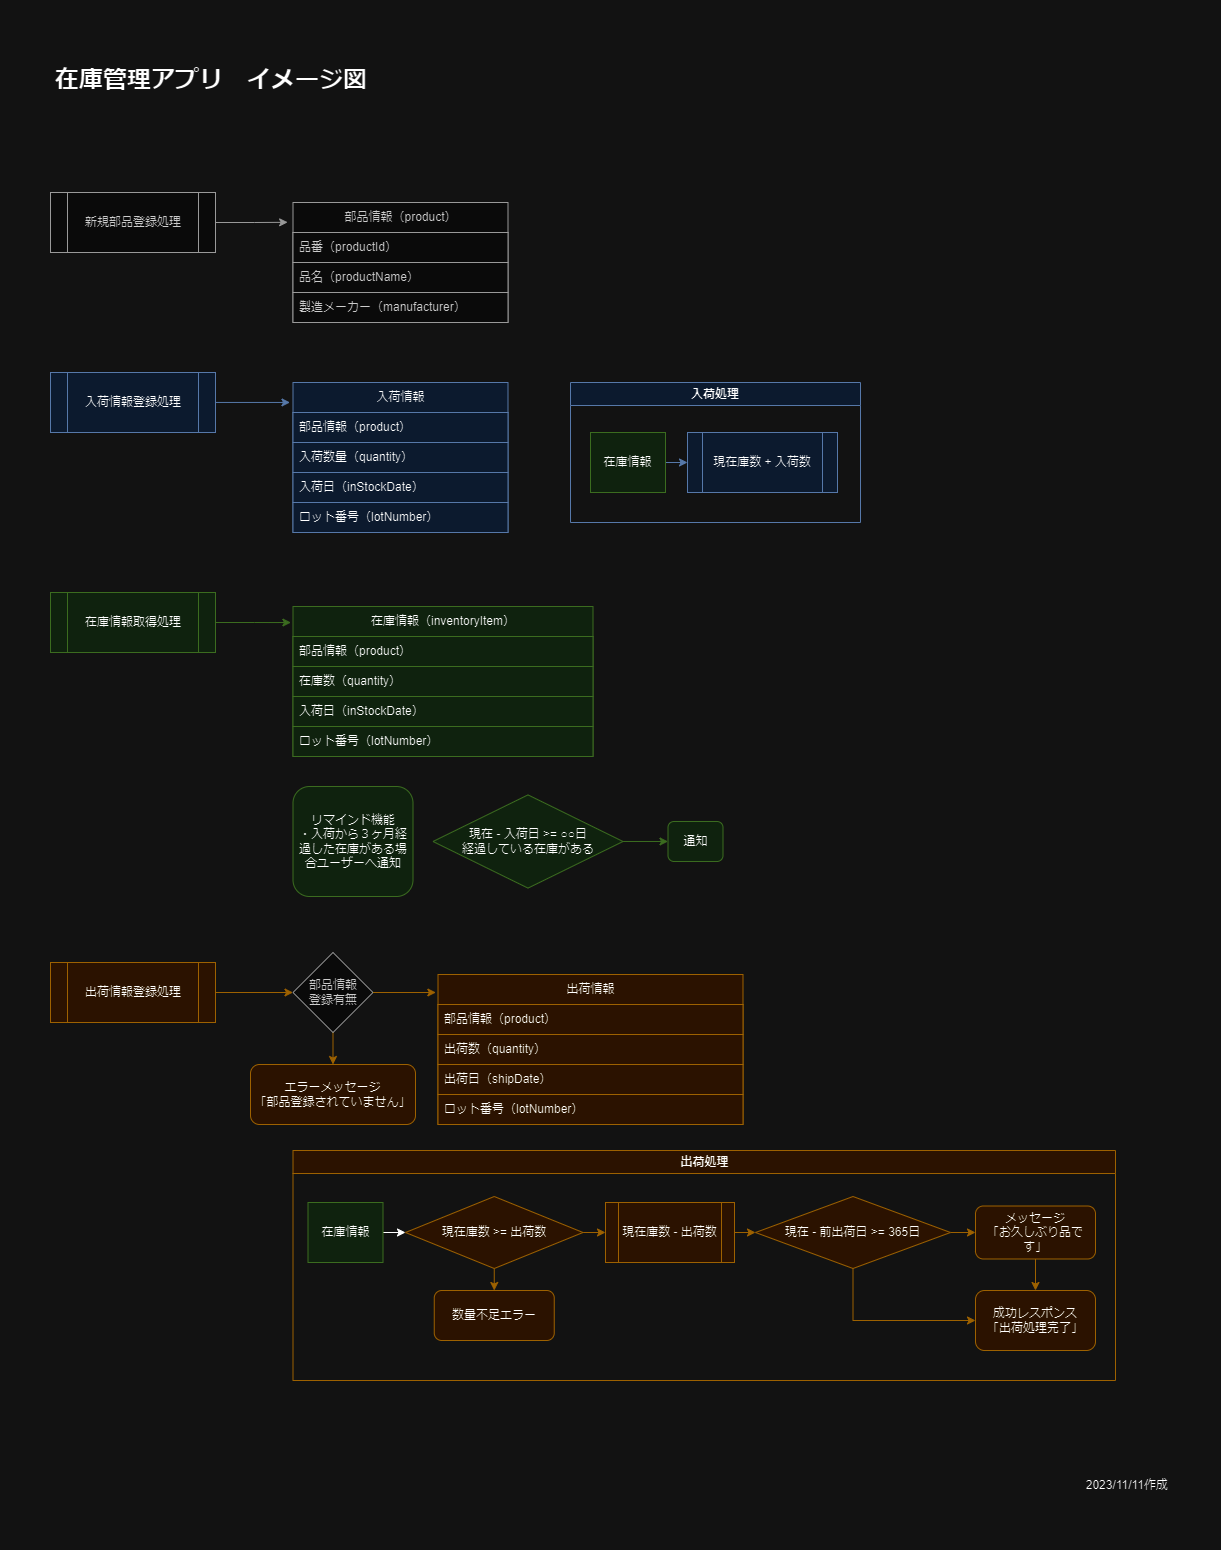 在庫管理アプリ　イメージ図
新規部品登録処理
部品情報（product）
品番（productId）
品名（productName）
製造メーカー（manufacturer）
入荷情報登録処理
入荷情報
部品情報（product）
入荷数量（quantity）
入荷日（inStockDate）
ロット番号（lotNumber）
入荷処理
在庫情報
現在庫数 + 入荷数
在庫情報取得処理
在庫情報（inventoryItem）
部品情報（product）
在庫数（quantity）
入荷日（inStockDate）
ロット番号（lotNumber）
リマインド機能
・入荷から３ヶ月経
過した在庫がある場
合ユーザーへ通知
現在 - 入荷日 >= ○○日
経過している在庫がある
通知
出荷情報登録処理
部品情報
登録有無
エラーメッセージ
「部品登録されていません」
出荷情報
部品情報（product）
出荷数（quantity）
出荷日（shipDate）
ロット番号（lotNumber）
出荷処理
在庫情報
現在庫数 >= 出荷数
数量不足エラー
現在庫数 - 出荷数
現在 - 前出荷日 >= 365日
メッセージ
「お久しぶり品で
す」
成功レスポンス
「出荷処理完了」
2023/11/11作成